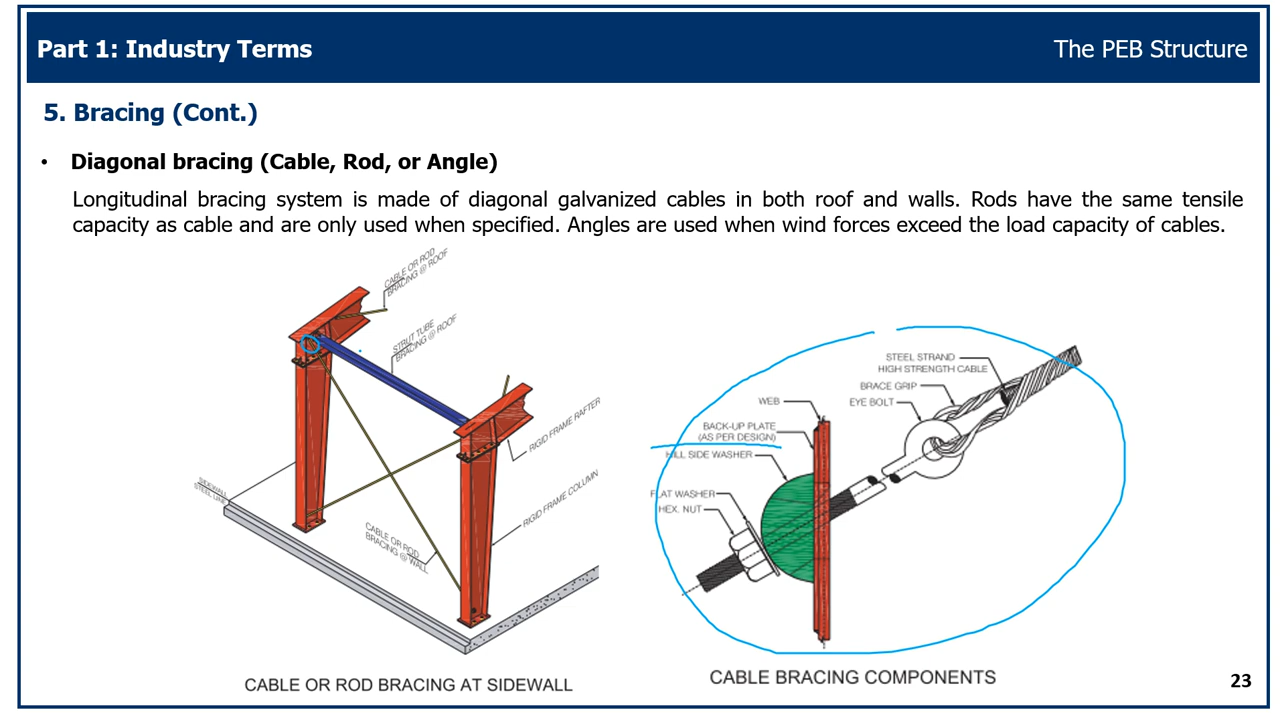 Part 1: Industry Terms
The PEB Structure
5. Bracing (Cont.)
• Diagonal bracing (Cable, Rod, or Angle)
Longitudinal bracing system is made of diagonal galvanized cables in both roof and walls. Rods have the same tensile
capacity as cable and are only used when specified. Angles are used when wind forces exceed the load capacity of cables.
CABLE OR ROD
BRACING @ ROOF
STRUT TUBE
BRACING @ ROOF
RIGID FRAME RAFTER
SIDEWALL
STEEL LINE
RIGID FRAME COLUMN
CABLE OR ROD
BRACING @ WALL
CABLE OR ROD BRACING AT SIDEWALL
STEEL STRAND
HIGH STRENGTH CABLE
BRACE GRIP
EYE BOLT
WEB
BACK-UP PLATE
(AS PER DESIGN)
HILL SIDE WASHER
FLAT WASHER
HEX. NUT
CABLE BRACING COMPONENTS
23